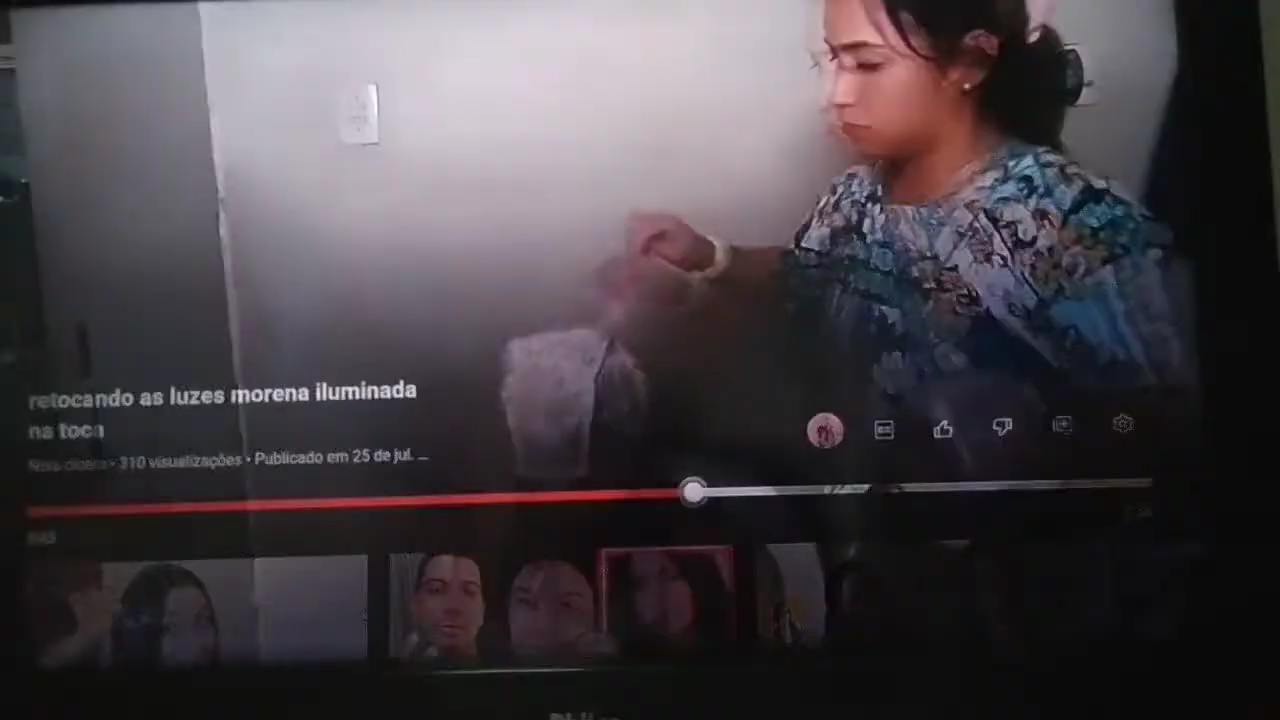 retocando as luzes morena iluminada
na toca
310 visualizações • Publicado em 25 de jul. ...